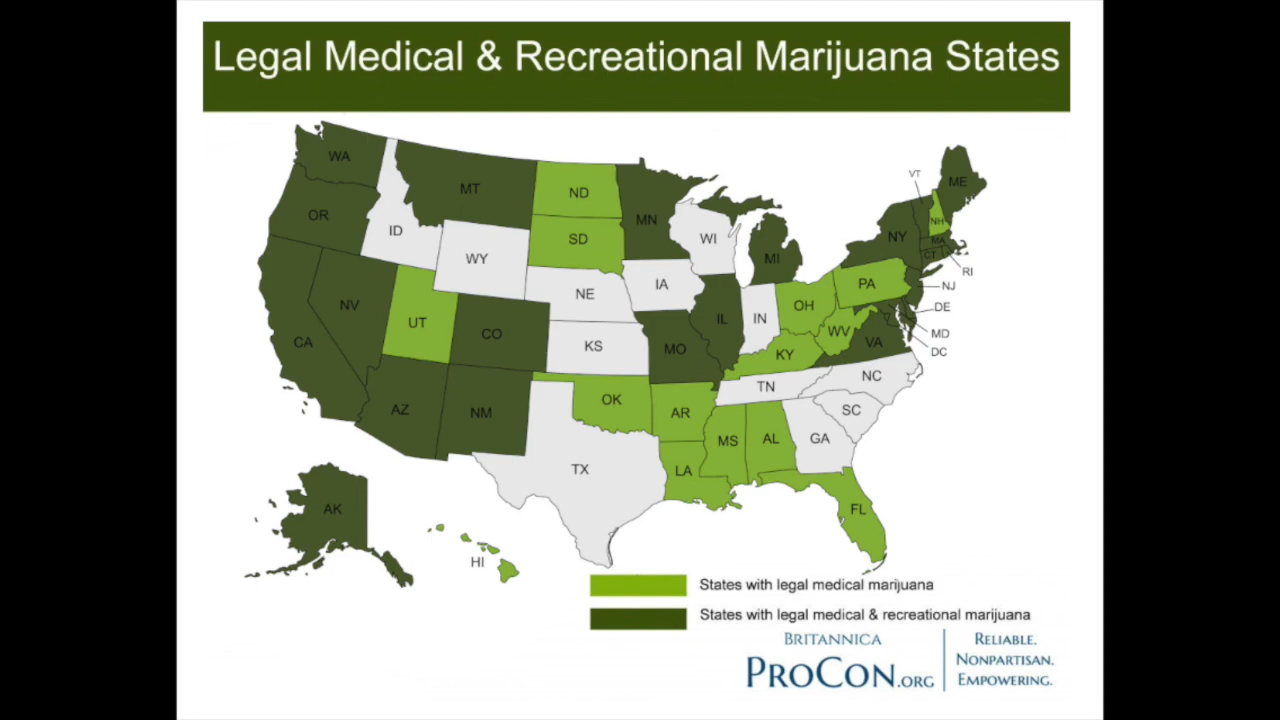 Legal Medical & Recreational Marijuana States
WA
MT
ND
MN
VT
ME
OR
ID
SD
WI
MI
NY
NH
MA
CT
RI
WY
NE
IA
PA
NJ
NV
UT
CO
IL
IN
OH
WV
DE
MD
DC
CA
KS
MO
KY
VA
AZ
NM
OK
AR
TN
NC
SC
MS
AL
GA
TX
LA
FL
AK
HI
States with legal medical marijuana
States with legal medical & recreational marijuana
BRITANNICA
PROCON.ORG
RELIABLE.
NONPARTISAN.
EMPOWERING.